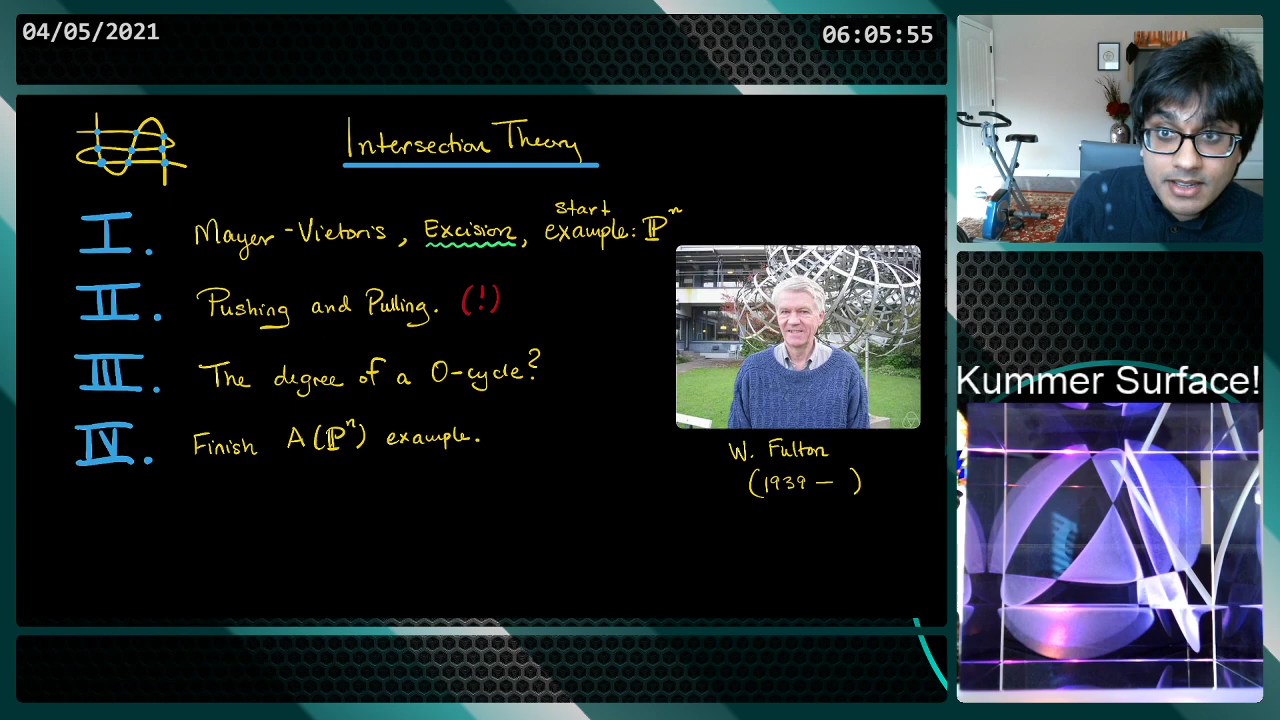 04/05/2021
06:05:55
Intersection Theory
I. Mayer-Vietoris, Excision, start example: ℙⁿ
II. Pushing and Pulling. (!)
III. The degree of a 0-cycle?
IV. Finish A(ℙⁿ) example.
W. Fulton
(1939 — )
Kummer Surface!